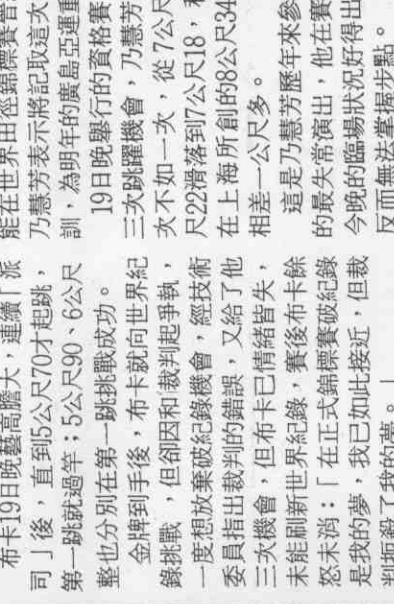 布卡19日晚藝高膽大，連續「派
司」後，直到5公尺70才起跳，
第一跳就過竿；5公尺90、6公尺
整也分別在第一跳挑戰成功。
金牌到手後，布卡就向世界紀
錄挑戰，但卻因和裁判起爭執，
一度想放棄破紀錄機會，經技術
委員指出裁判的錯誤，又給了他
三次機會，但布卡已情緒皆失，
未能刷新世界紀錄，賽後布卡餘
怒未消：「在正式錦標賽破紀錄
是我的夢，我已如此接近，但裁
判扼殺了我的夢。」
能在世界田徑錦標賽
乃慧芳表示將記取這次
訓，為明年的廣島亞運重
19日晚舉行的資格賽
三次跳躍機會，乃慧芳
次不如一次，從7公尺
尺22滑落到7公尺18，
在上海所創的8公尺34
相差一公尺多。
這是乃慧芳歷年來參
的最失常演出，他在賽
今晚的臨場狀況好得出
反而無法掌握步點。